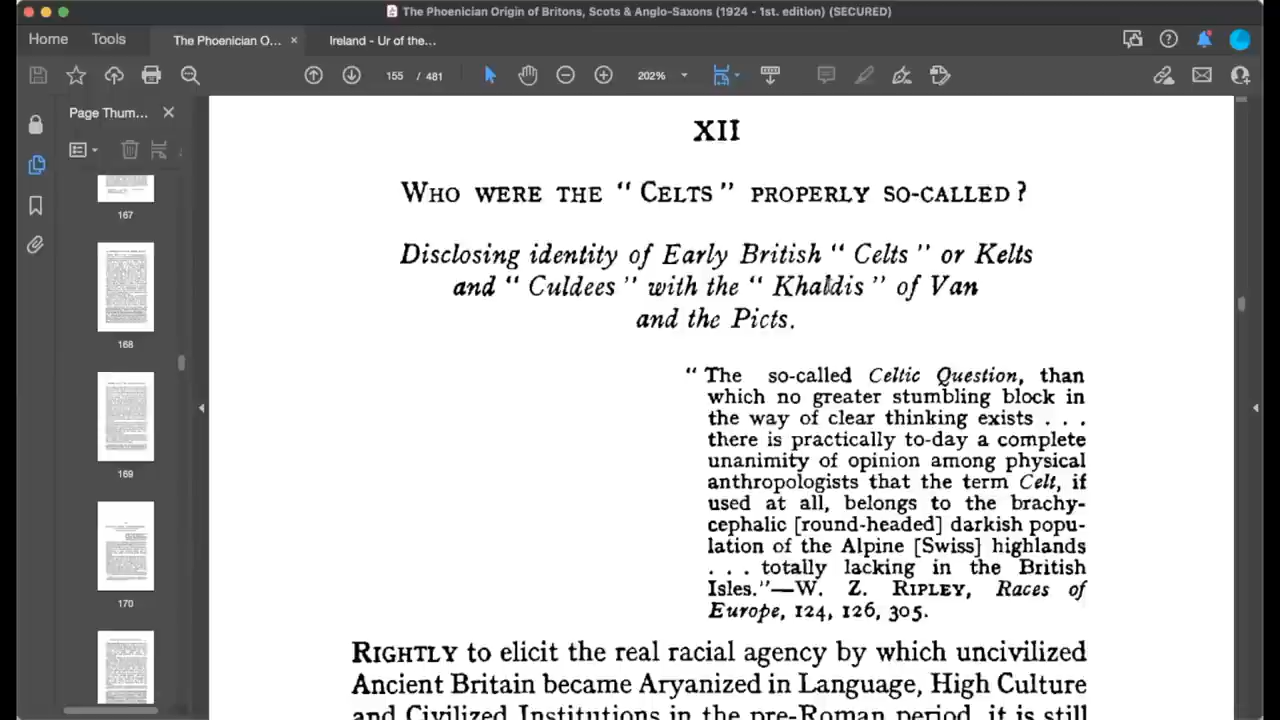 The Phoenician Origin of Britons, Scots & Anglo-Saxons (1924 - 1st. edition) (SECURED)
Home Tools The Phoenician O... × Ireland - Ur of the...
155 / 481 202%
Page Thum...
167
168
169
170
XII
WHO WERE THE " CELTS " PROPERLY SO-CALLED ?
Disclosing identity of Early British " Celts " or Kelts
and " Culdees " with the " Khaldis " of Van
and the Picts.
" The so-called Celtic Question, than
which no greater stumbling block in
the way of clear thinking exists . . .
there is practically to-day a complete
unanimity of opinion among physical
anthropologists that the term Celt, if
used at all, belongs to the brachy-
cephalic [round-headed] darkish popu-
lation of the Alpine [Swiss] highlands
. . . totally lacking in the British
Isles."—W. Z. RIPLEY, Races of
Europe, 124, 126, 305.
RIGHTLY to elicit the real racial agency by which uncivilized
Ancient Britain became Aryanized in Language, High Culture
and Civilized Institutions in the pre-Roman period, it is still